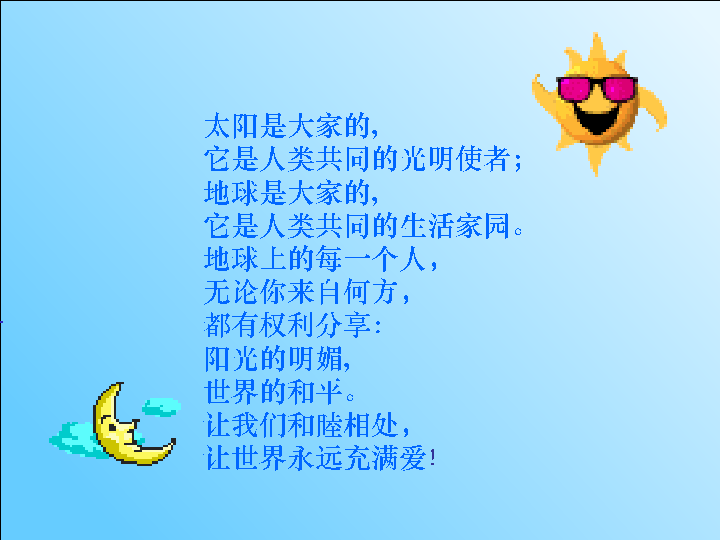 太阳是大家的,
它是人类共同的光明使者;
地球是大家的,
它是人类共同的生活家园。
地球上的每一个人，
无论你来自何方，
都有权利分享：
阳光的明媚,
世界的和平。
让我们和睦相处，
让世界永远充满爱!